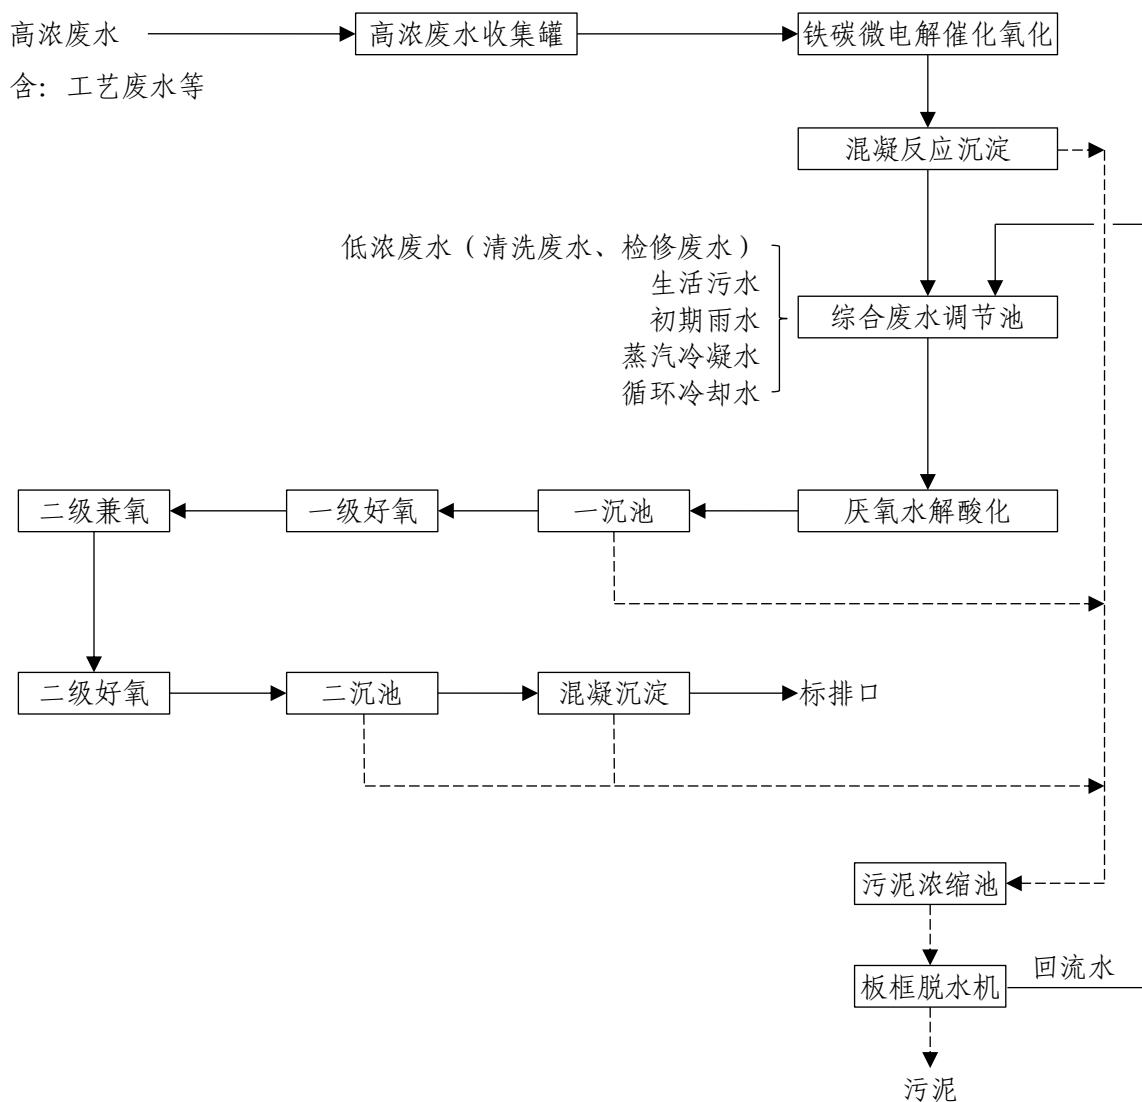 高浓废水
高浓废水收集罐
铁碳微电解催化氧化
含：工艺废水等
混凝反应沉淀
低浓废水（清洗废水、检修废水）
生活污水
初期雨水
蒸汽冷凝水
循环冷却水
综合废水调节池
二级兼氧
一级好氧
一沉池
厌氧水解酸化
二级好氧
二沉池
混凝沉淀
标排口
污泥浓缩池
板框脱水机
回流水
污泥